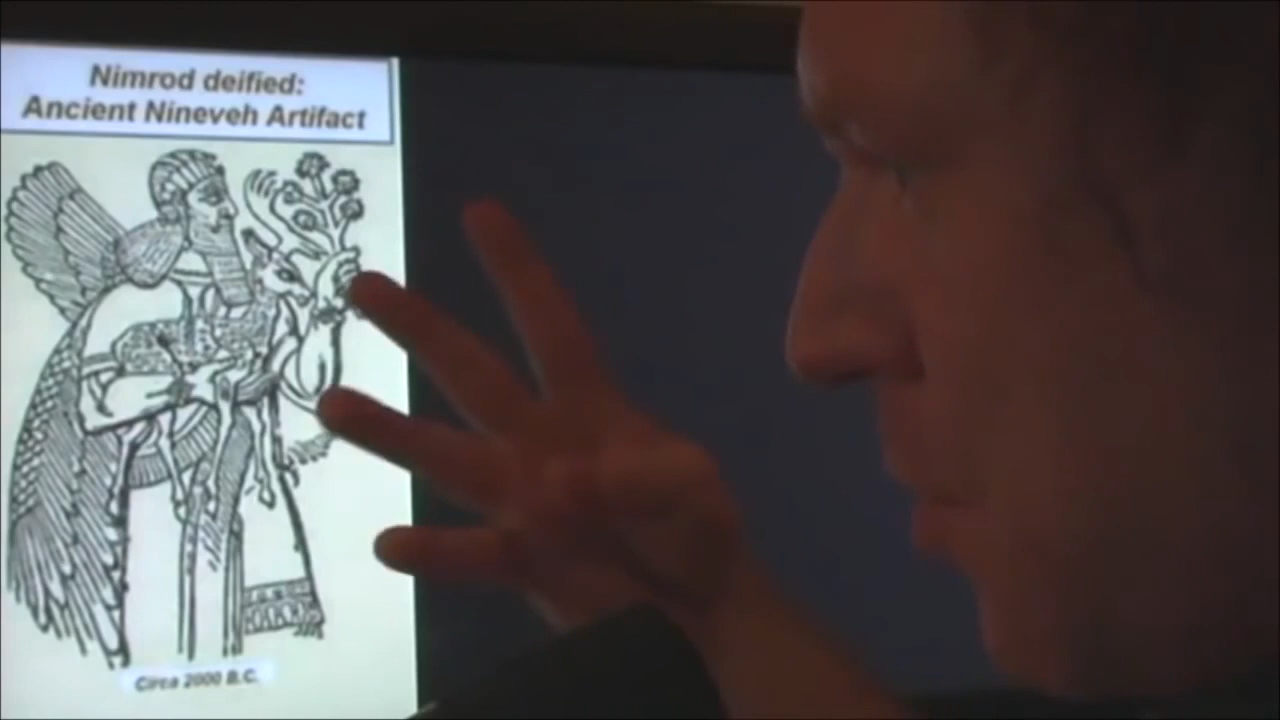 Nimrod deified:
Ancient Nineveh Artifact
Circa 2000 B.C.